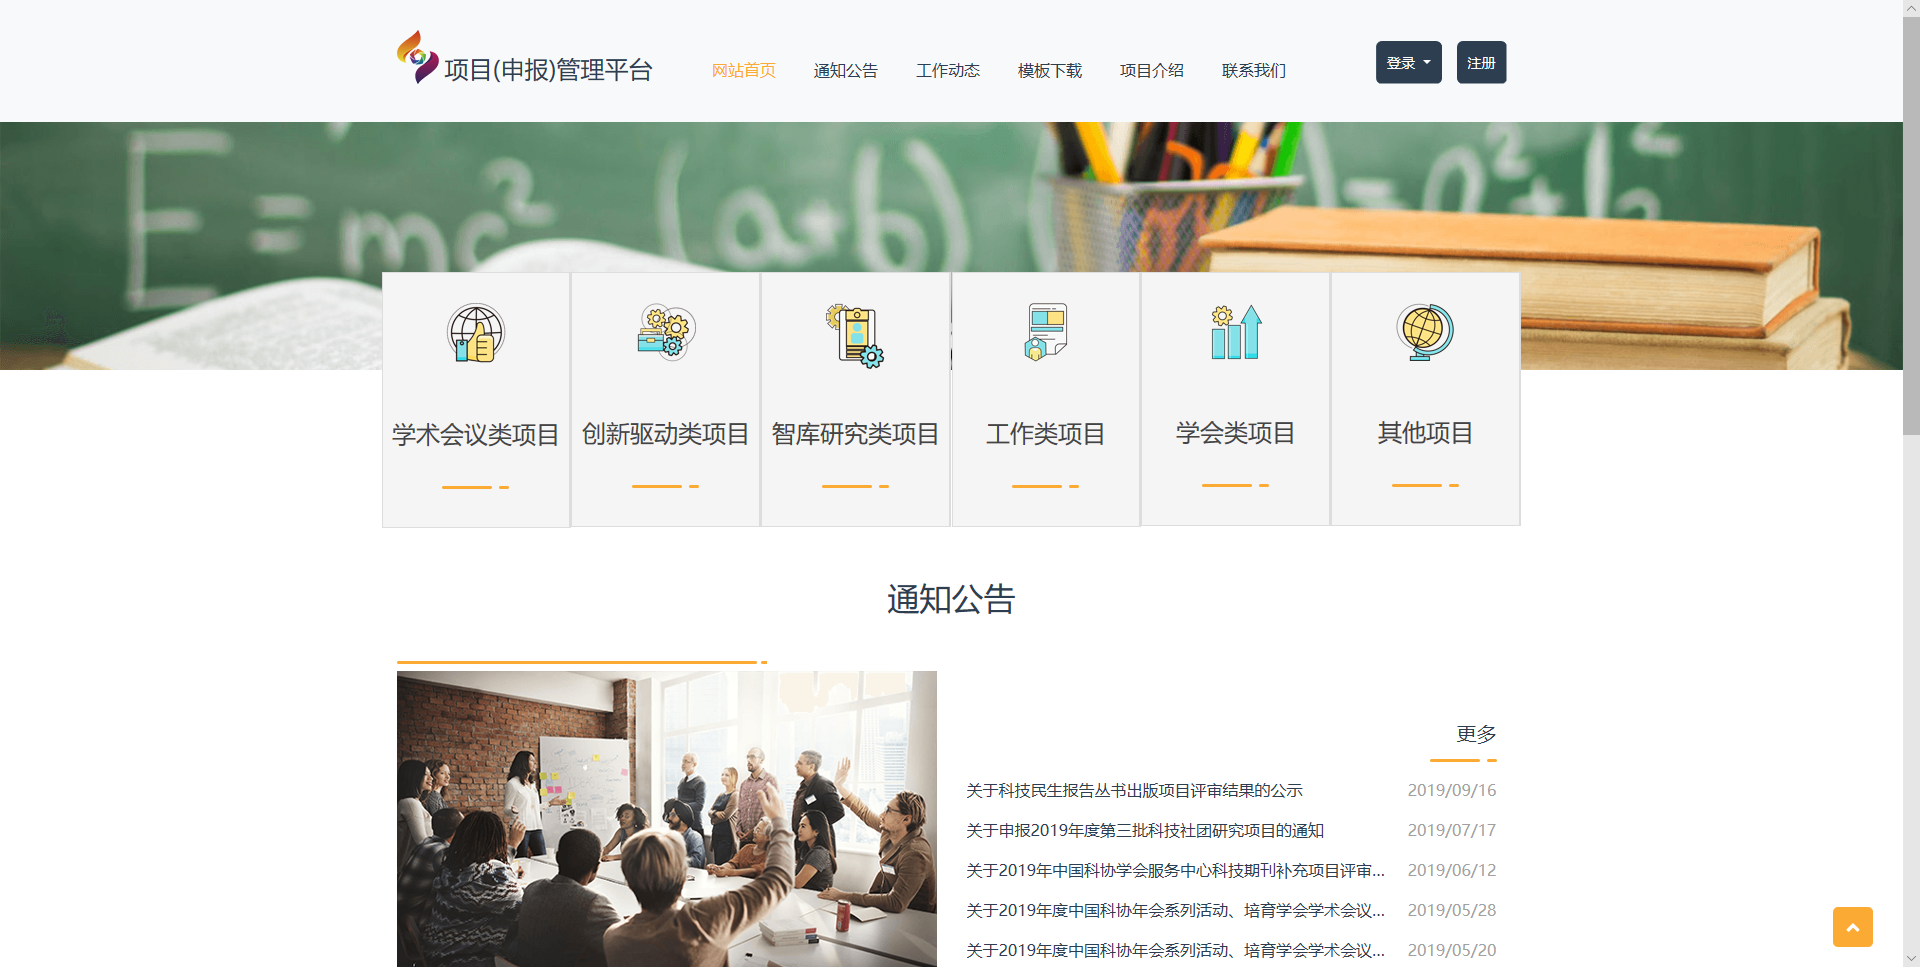 项目(申报)管理平台
网站首页 通知公告 工作动态 模板下载 项目介绍 联系我们
登录 注册
E=mc² (a+b)
学术会议类项目 创新驱动类项目 智库研究类项目 工作类项目 学会类项目 其他项目
通知公告
更多
关于科技民生报告丛书出版项目评审结果的公示 2019/09/16
关于申报2019年度第三批科技社团研究项目的通知 2019/07/17
关于2019年中国科协学会服务中心科技期刊补充项目评审... 2019/06/12
关于2019年度中国科协年会系列活动、培育学会学术会议... 2019/05/28
关于2019年度中国科协年会系列活动、培育学会学术会议... 2019/05/20